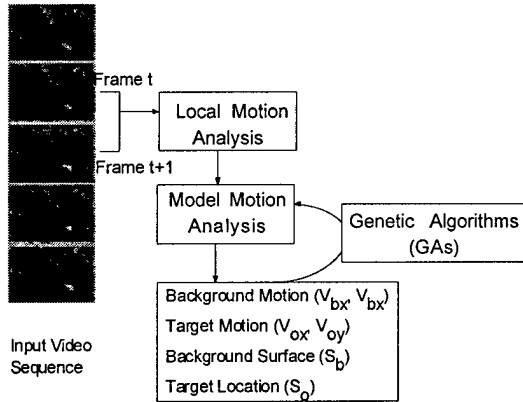 Frame t
Local Motion
Analysis
Frame t+1
Model Motion
Analysis
Genetic Algorithms
(GAs)
Background Motion (Vbx, Vbx)
Target Motion (Vox, Voy)
Background Surface (Sb)
Target Location (So)
Input Video
Sequence